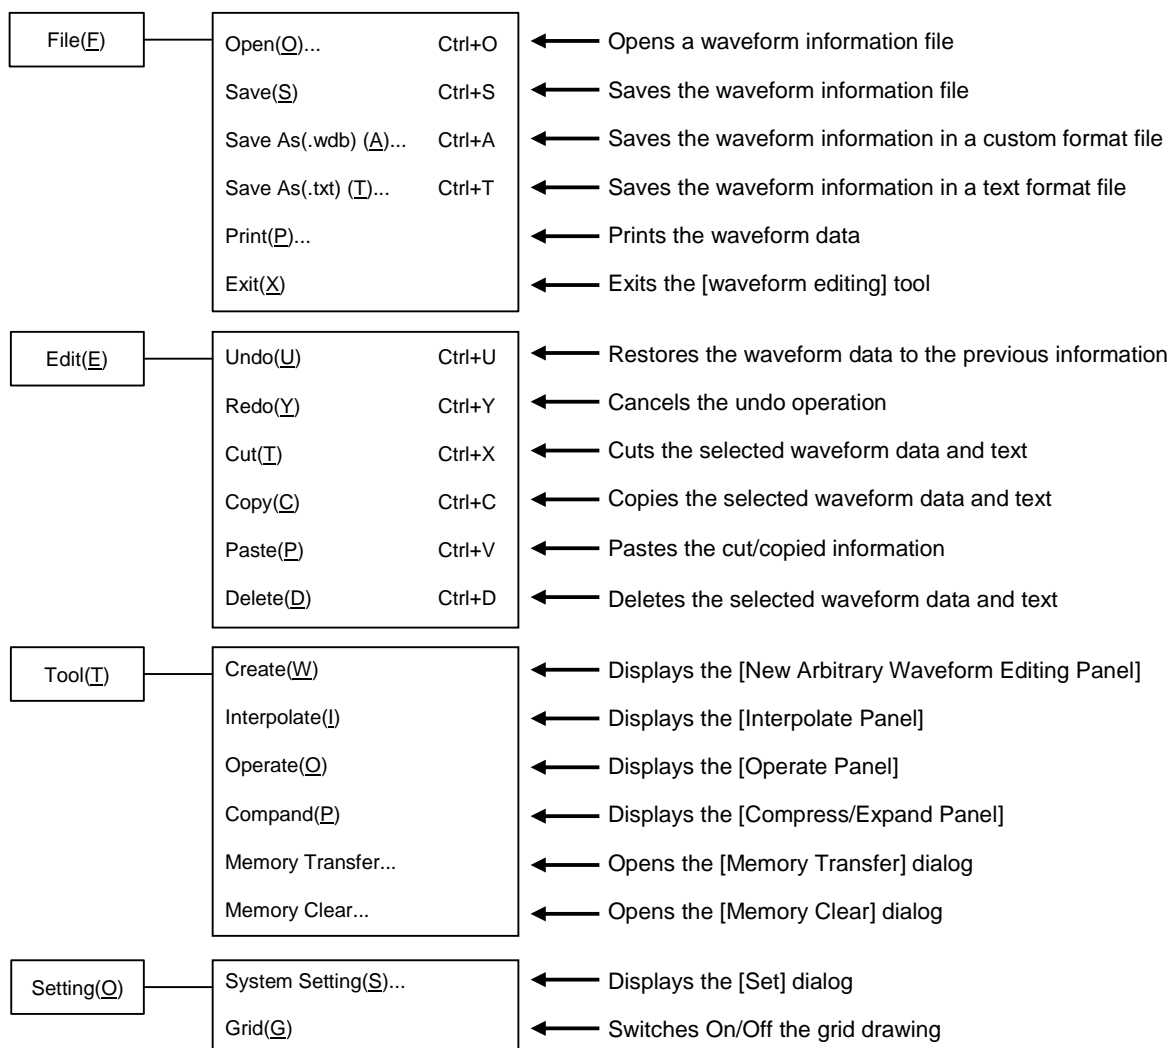 File(F)
Open(O)... Ctrl+O Opens a waveform information file
Save(S) Ctrl+S Saves the waveform information file
Save As(.wdb) (A)... Ctrl+A Saves the waveform information in a custom format file
Save As(.txt) (T)... Ctrl+T Saves the waveform information in a text format file
Print(P)... Prints the waveform data
Exit(X) Exits the [waveform editing] tool
Edit(E)
Undo(U) Ctrl+U Restores the waveform data to the previous information
Redo(Y) Ctrl+Y Cancels the undo operation
Cut(T) Ctrl+X Cuts the selected waveform data and text
Copy(C) Ctrl+C Copies the selected waveform data and text
Paste(P) Ctrl+V Pastes the cut/copied information
Delete(D) Ctrl+D Deletes the selected waveform data and text
Tool(T)
Create(W) Displays the [New Arbitrary Waveform Editing Panel]
Interpolate(I) Displays the [Interpolate Panel]
Operate(O) Displays the [Operate Panel]
Compand(P) Displays the [Compress/Expand Panel]
Memory Transfer... Opens the [Memory Transfer] dialog
Memory Clear... Opens the [Memory Clear] dialog
Setting(O)
System Setting(S)... Displays the [Set] dialog
Grid(G) Switches On/Off the grid drawing